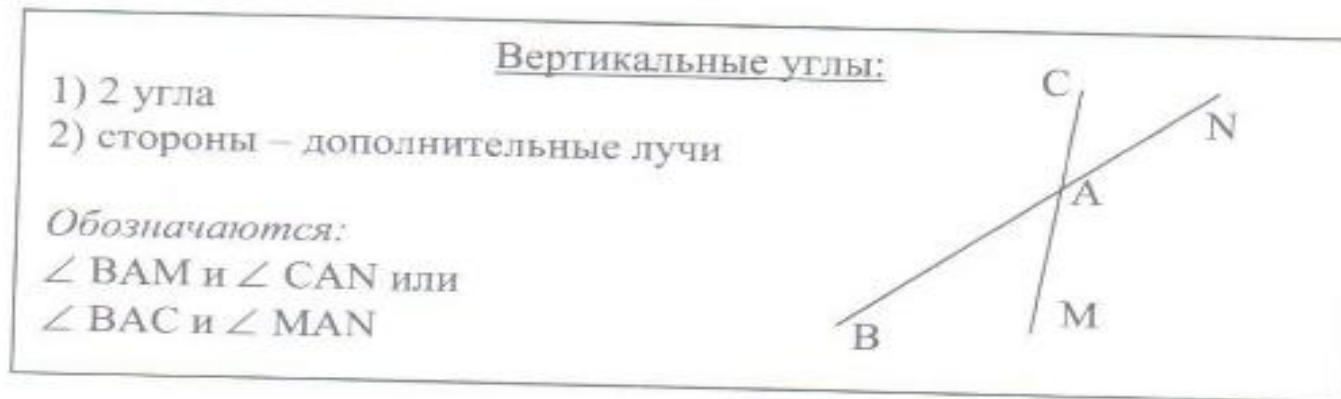 Вертикальные углы:
1) 2 угла
2) стороны – дополнительные лучи
Обозначаются:
∠ BAM и ∠ CAN или
∠ BAC и ∠ MAN
C
N
A
B
M